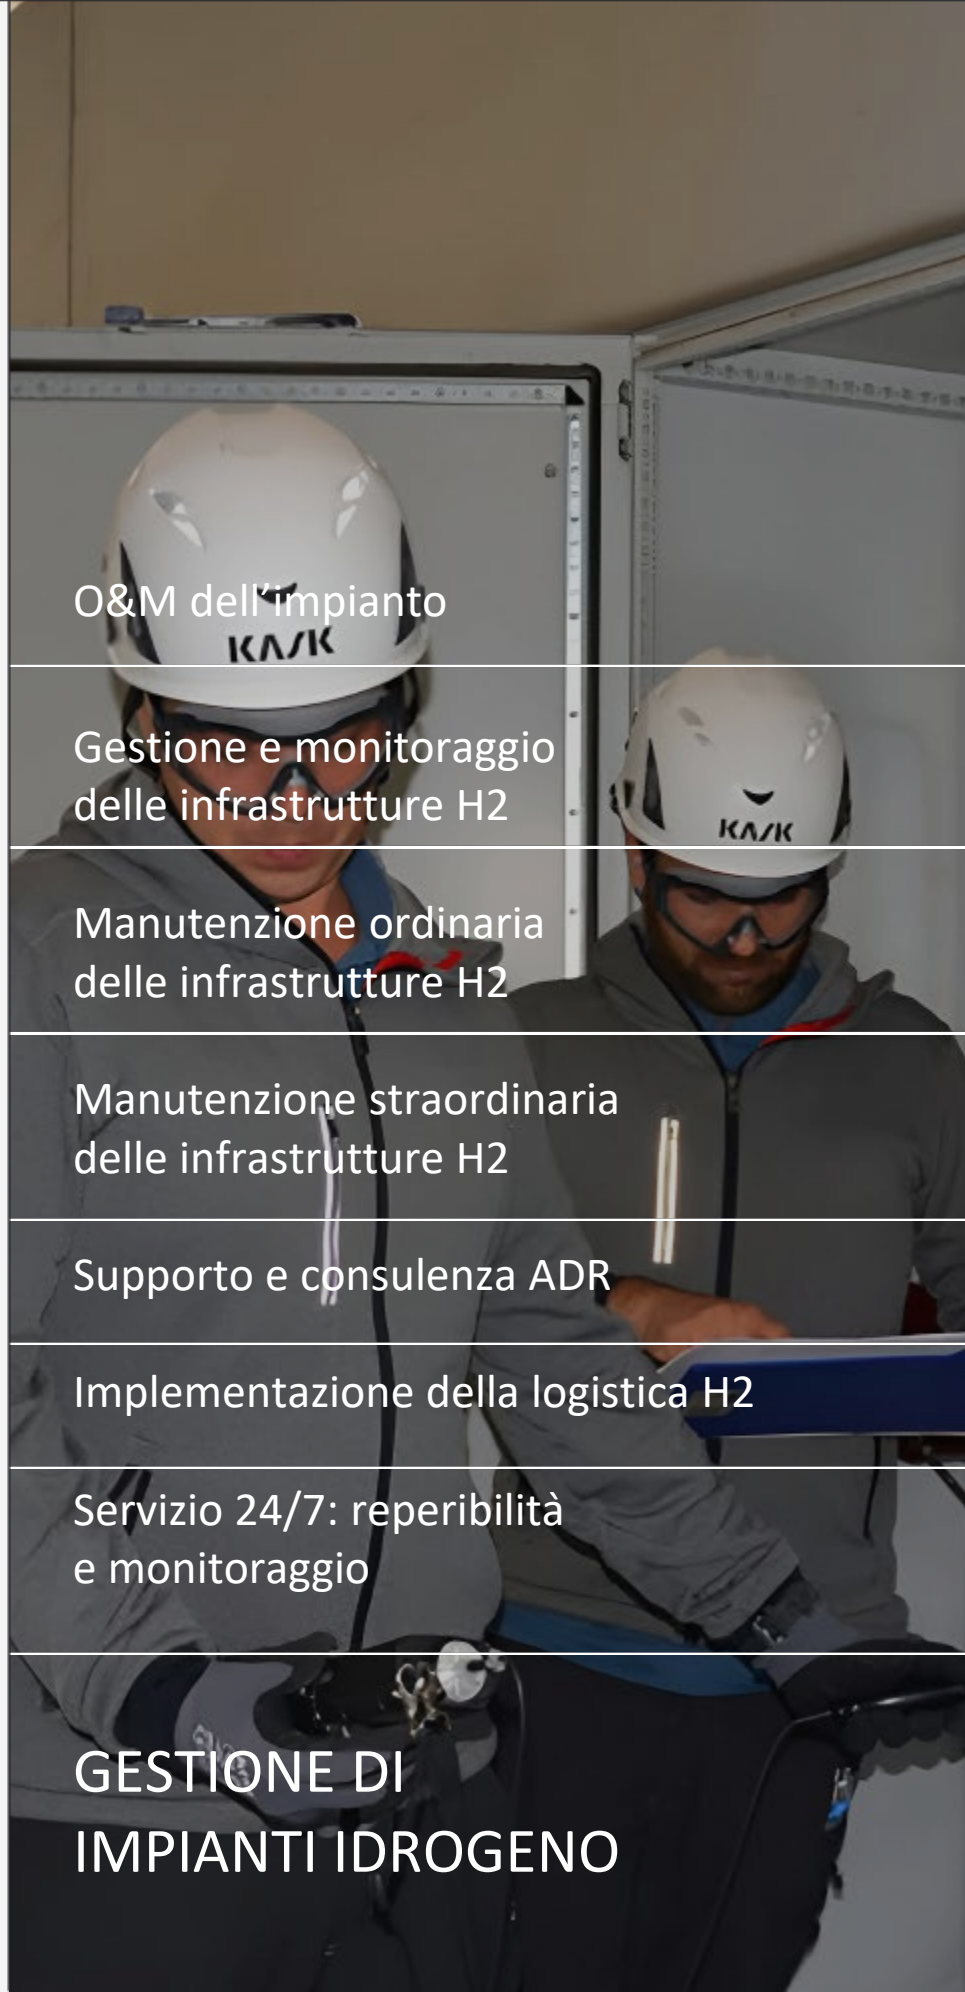 O&M dell’impianto
KASK
Gestione e monitoraggio
delle infrastrutture H2
KASK
Manutenzione ordinaria
delle infrastrutture H2
Manutenzione straordinaria
delle infrastrutture H2
Supporto e consulenza ADR
Implementazione della logistica H2
Servizio 24/7: reperibilità
e monitoraggio
GESTIONE DI
IMPIANTI IDROGENO